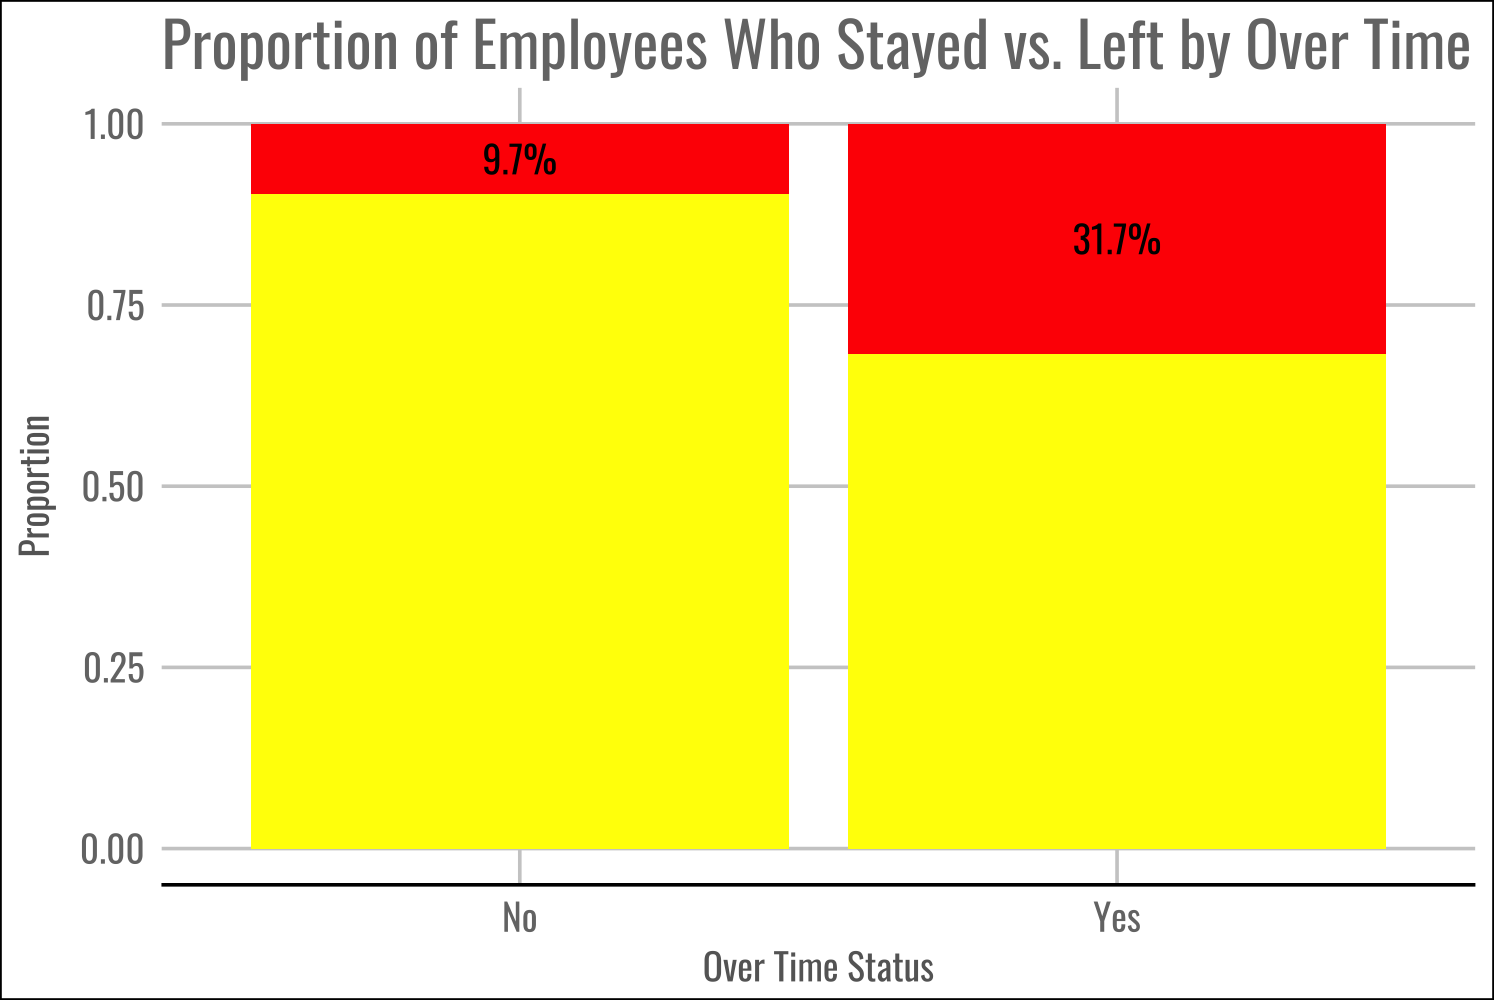 Proportion of Employees Who Stayed vs. Left by Over Time
1.00
0.75
0.50
0.25
0.00
Proportion
9.7%
31.7%
No
Yes
Over Time Status